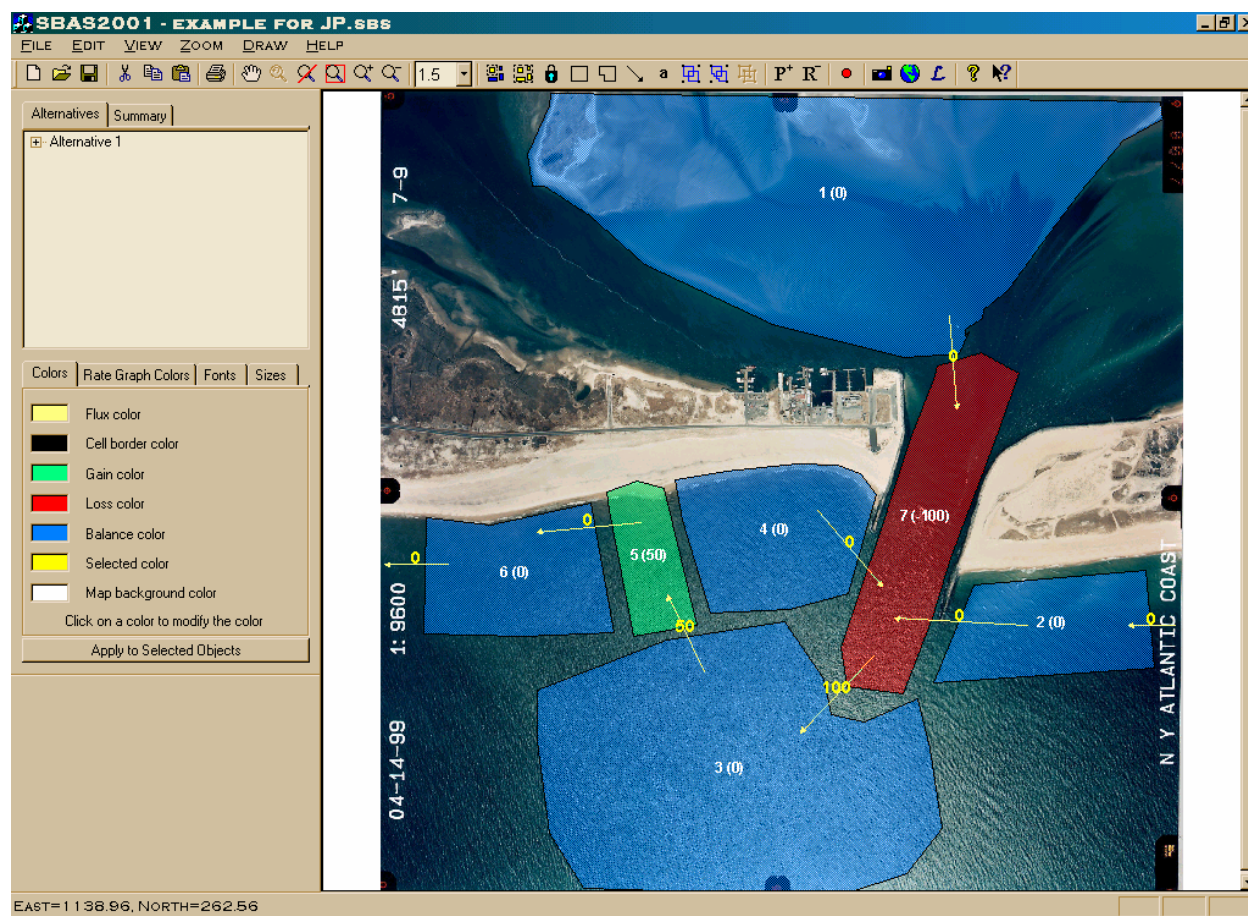 SBAS2001 - EXAMPLE FOR JP.SBS
FILE EDIT VIEW ZOOM DRAW HELP
1.5 a P+ R- L ? ?
Alternatives Summary
Alternative 1
Colors Rate Graph Colors Fonts Sizes
Flux color
Cell border color
Gain color
Loss color
Balance color
Selected color
Map background color
Click on a color to modify the color
Apply to Selected Objects
7-9
4815'
1: 9600
04-14-99
1 (0)
0
7 (-100)
4 (0)
0
0
5 (50)
6 (0)
0
50
0
2 (0)
0
100
3 (0)
N Y ATLANTIC COAST
EAST=1138.96, NORTH=262.56